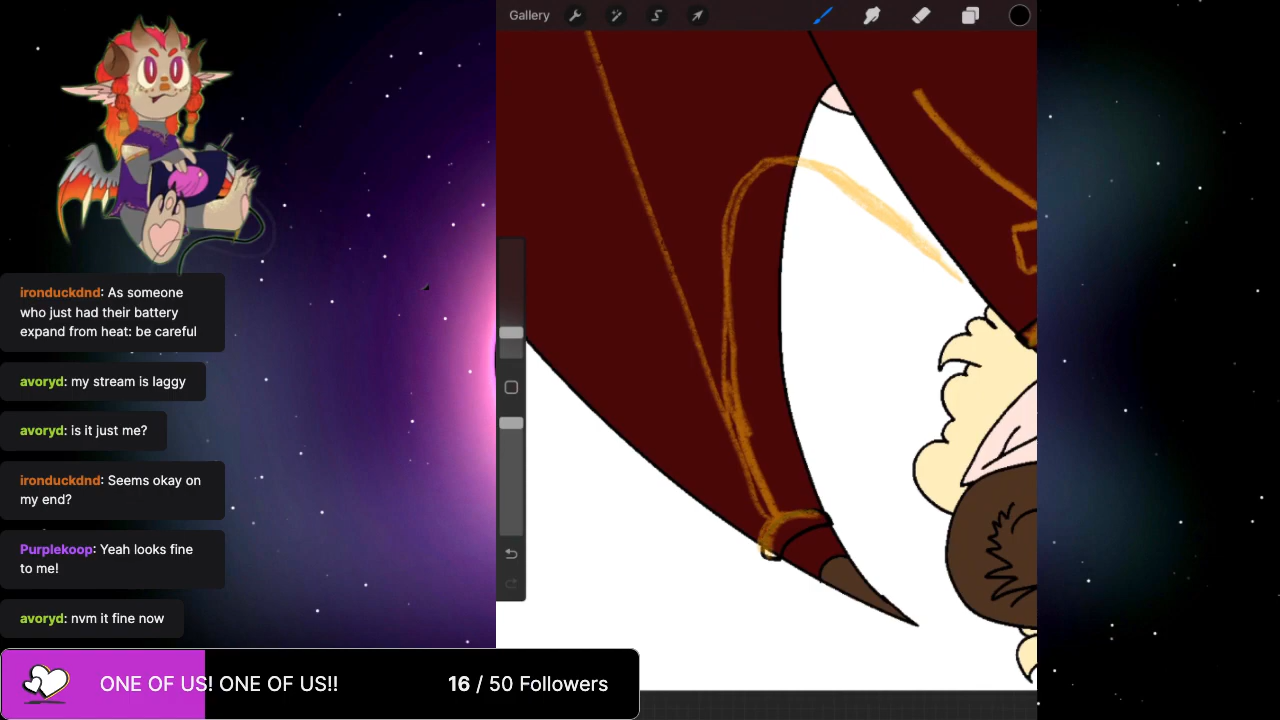 Gallery
ironduckdnd: As someone
who just had their battery
expand from heat: be careful
avoryd: my stream is laggy
avoryd: is it just me?
ironduckdnd: Seems okay on
my end?
Purplekoop: Yeah looks fine
to me!
avoryd: nvm it fine now
ONE OF US! ONE OF US!! 16 / 50 Followers